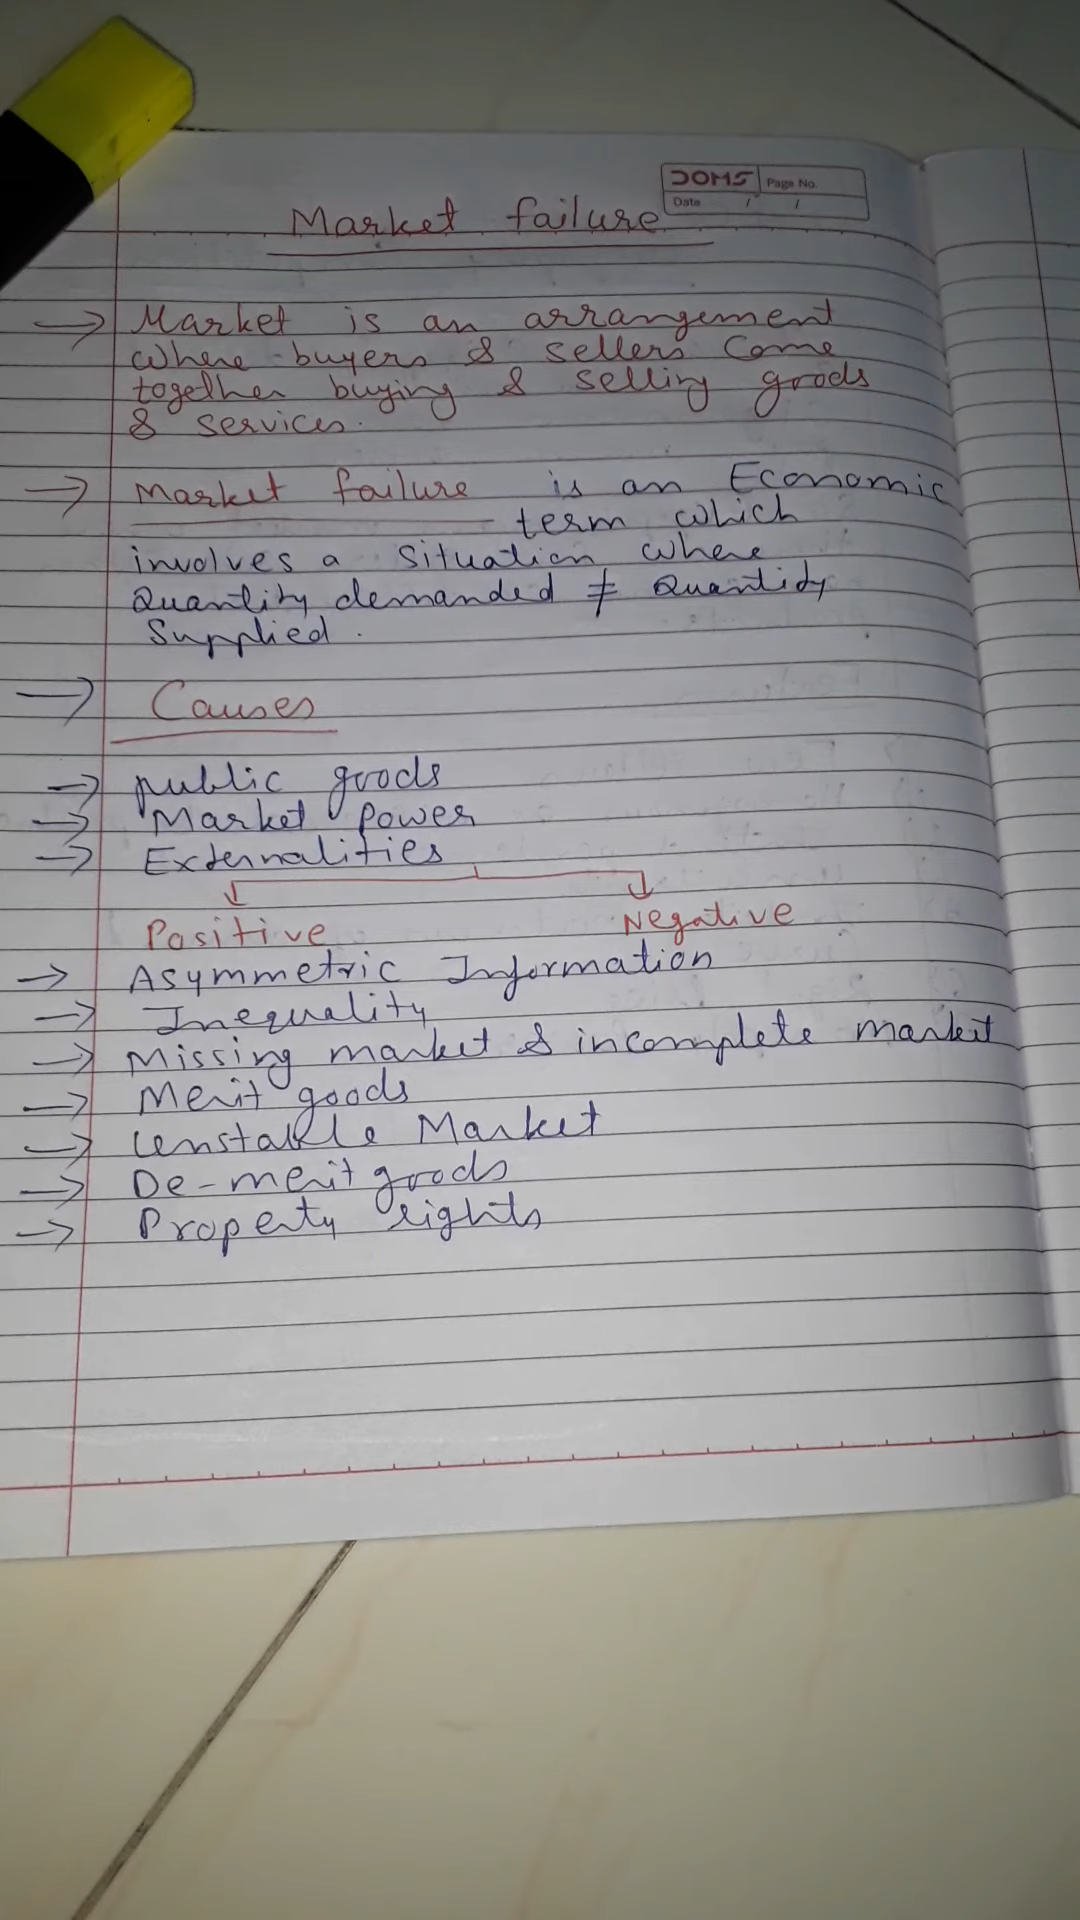 DOMS Page No.
Date / /
Market failure
→ Market is an arrangement
where buyers & sellers come
together buying & selling goods
& services.
→ Market failure is an Economic
term which
involves a situation where
Quantity demanded ≠ Quantity
Supplied.
→ Causes
→ public goods
→ Market power
→ Externalities
Positive Negative
→ Asymmetric Information
→ Inequality
→ Missing market & incomplete market
→ Merit goods
→ Unstable Market
→ De-merit goods
→ Property rights